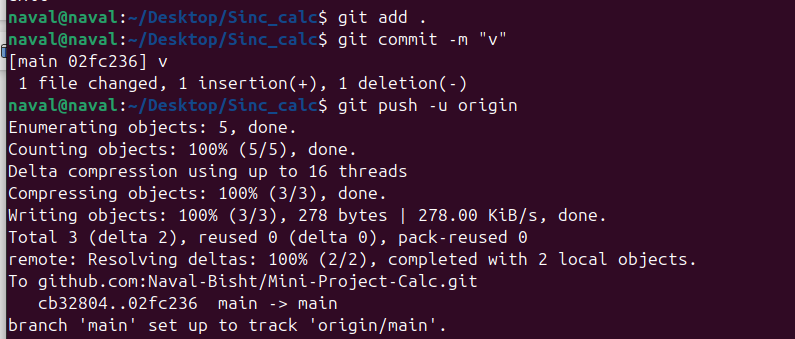 naval@naval:~/Desktop/Sinc_calc$ git add .
naval@naval:~/Desktop/Sinc_calc$ git commit -m "v"
[main 02fc236] v
 1 file changed, 1 insertion(+), 1 deletion(-)
naval@naval:~/Desktop/Sinc_calc$ git push -u origin
Enumerating objects: 5, done.
Counting objects: 100% (5/5), done.
Delta compression using up to 16 threads
Compressing objects: 100% (3/3), done.
Writing objects: 100% (3/3), 278 bytes | 278.00 KiB/s, done.
Total 3 (delta 2), reused 0 (delta 0), pack-reused 0
remote: Resolving deltas: 100% (2/2), completed with 2 local objects.
To github.com:Naval-Bisht/Mini-Project-Calc.git
   cb32804..02fc236  main -> main
branch 'main' set up to track 'origin/main'.